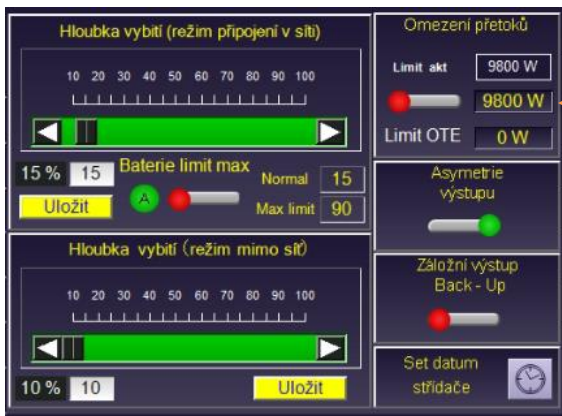 Hloubka vybití (režim připojení v síti)
10 20 30 40 50 60 70 80 90 100
15 % 15
Baterie limit max
A
Normal 15
Max limit 90
Uložit
Hloubka vybití (režim mimo síť)
10 20 30 40 50 60 70 80 90 100
10 % 10
Uložit
Omezení přetoků
Limit akt 9800 W
9800 W
Limit OTE 0 W
Asymetrie
výstupu
Záložní výstup
Back - Up
Set datum
střídače